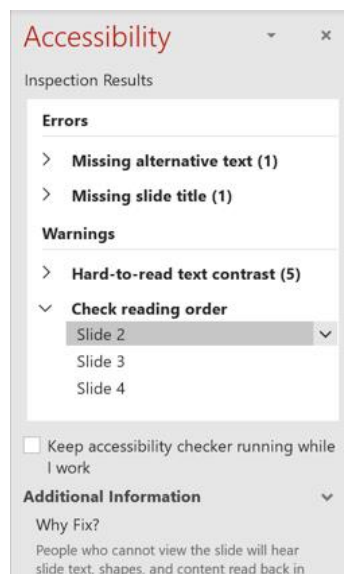 Accessibility
Inspection Results
Errors
Missing alternative text (1)
Missing slide title (1)
Warnings
Hard-to-read text contrast (5)
Check reading order
Slide 2
Slide 3
Slide 4
Keep accessibility checker running while
I work
Additional Information
Why Fix?
People who cannot view the slide will hear
slide text, shapes, and content read back in